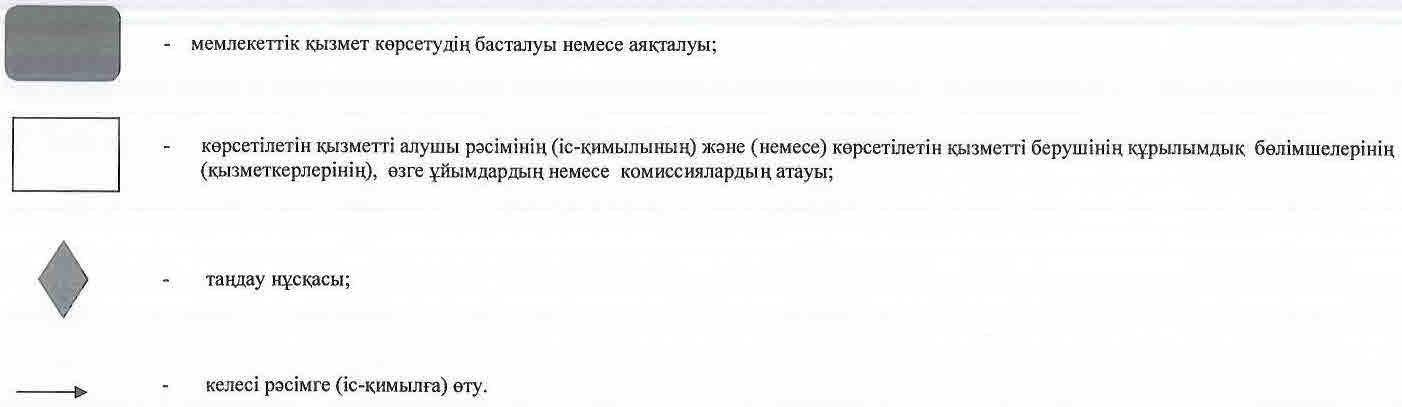 - мемлекеттік қызмет көрсетудің басталуы немесе аяқталуы;
- көрсетілетін қызметті алушы рәсімінің (іс-қимылының) және (немесе) көрсетілетін қызметті берушінің құрылымдық бөлімшелерінің
(қызметкерлерінің), өзге ұйымдардың немесе комиссиялардың атауы;
- таңдау нұсқасы;
- келесі рәсімге (іс-қимылға) өту.